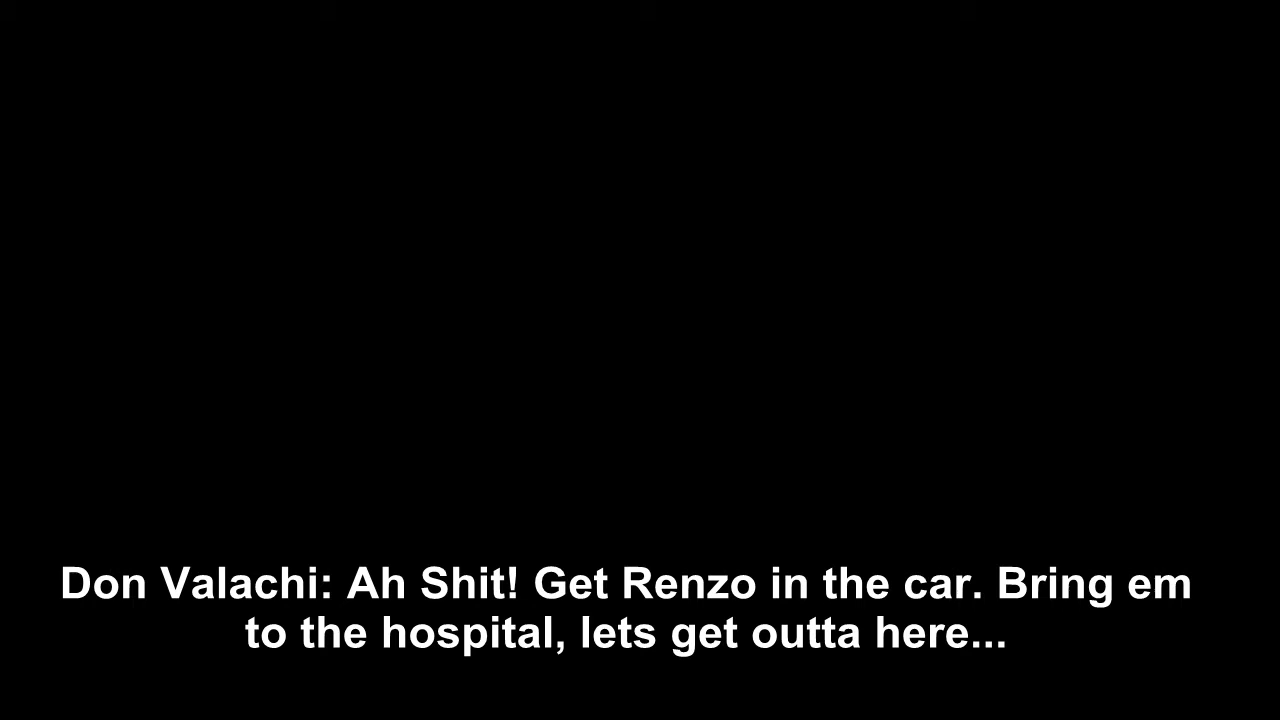 Don Valachi: Ah Shit! Get Renzo in the car. Bring em
to the hospital, lets get outta here...